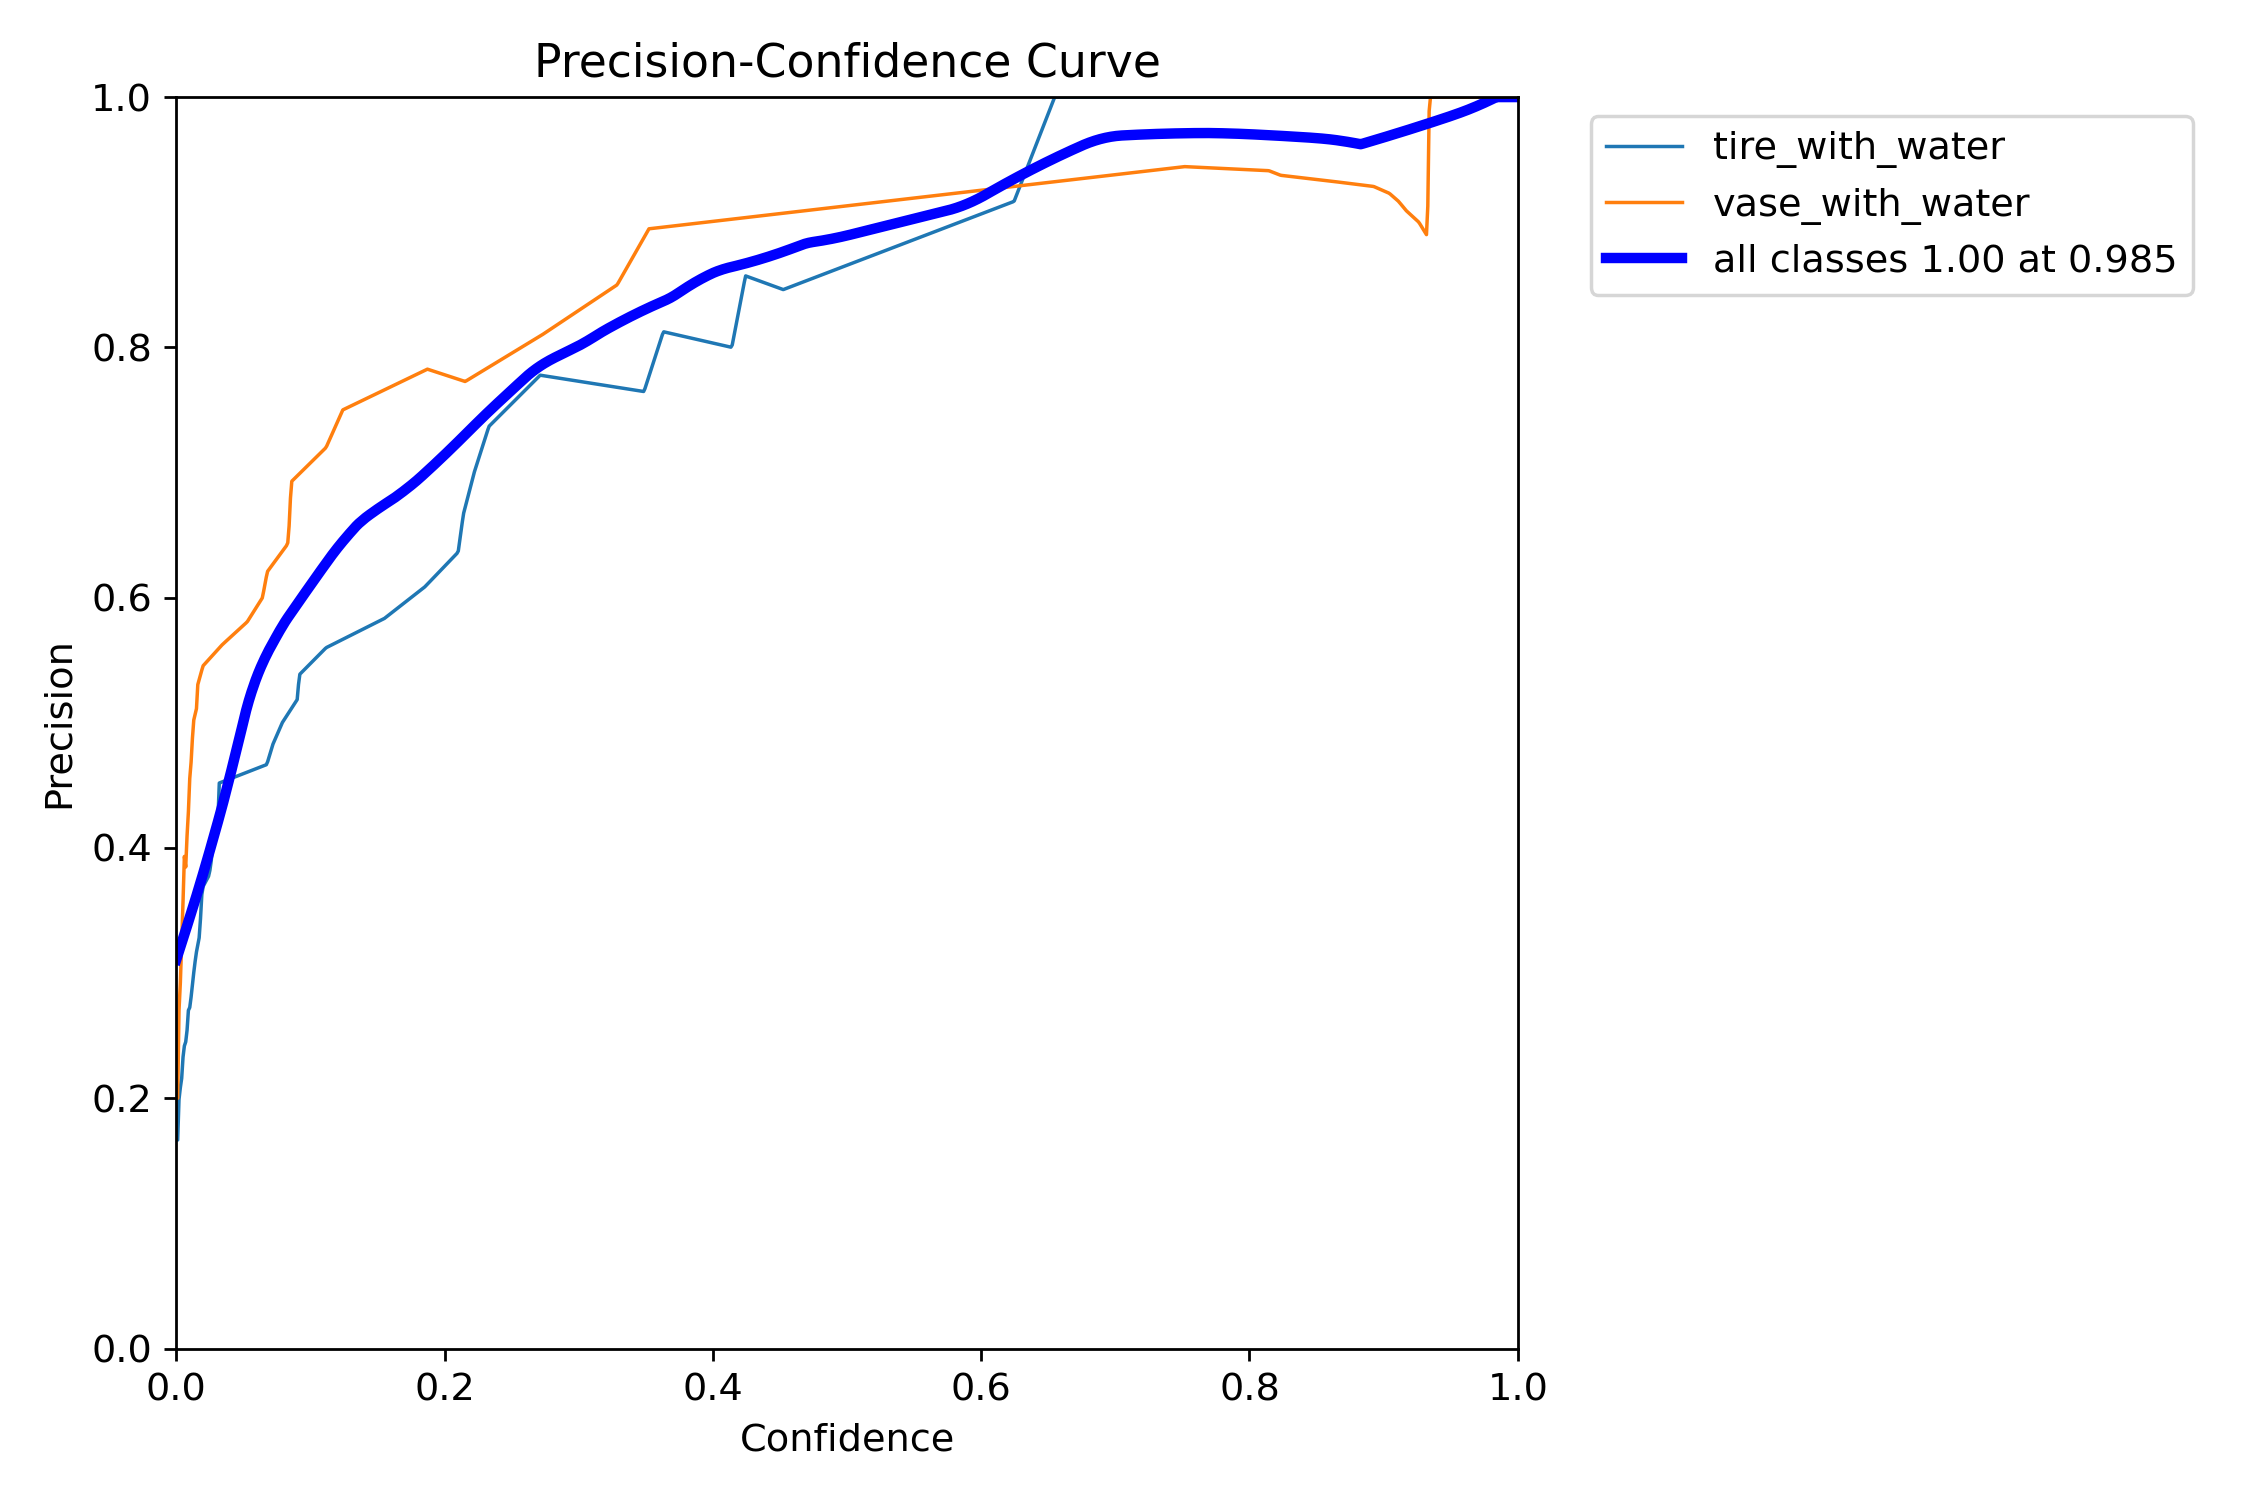 Precision-Confidence Curve
1.0
0.8
0.6
0.4
0.2
0.0
Precision
0.0 0.2 0.4 0.6 0.8 1.0
Confidence
tire_with_water
vase_with_water
all classes 1.00 at 0.985